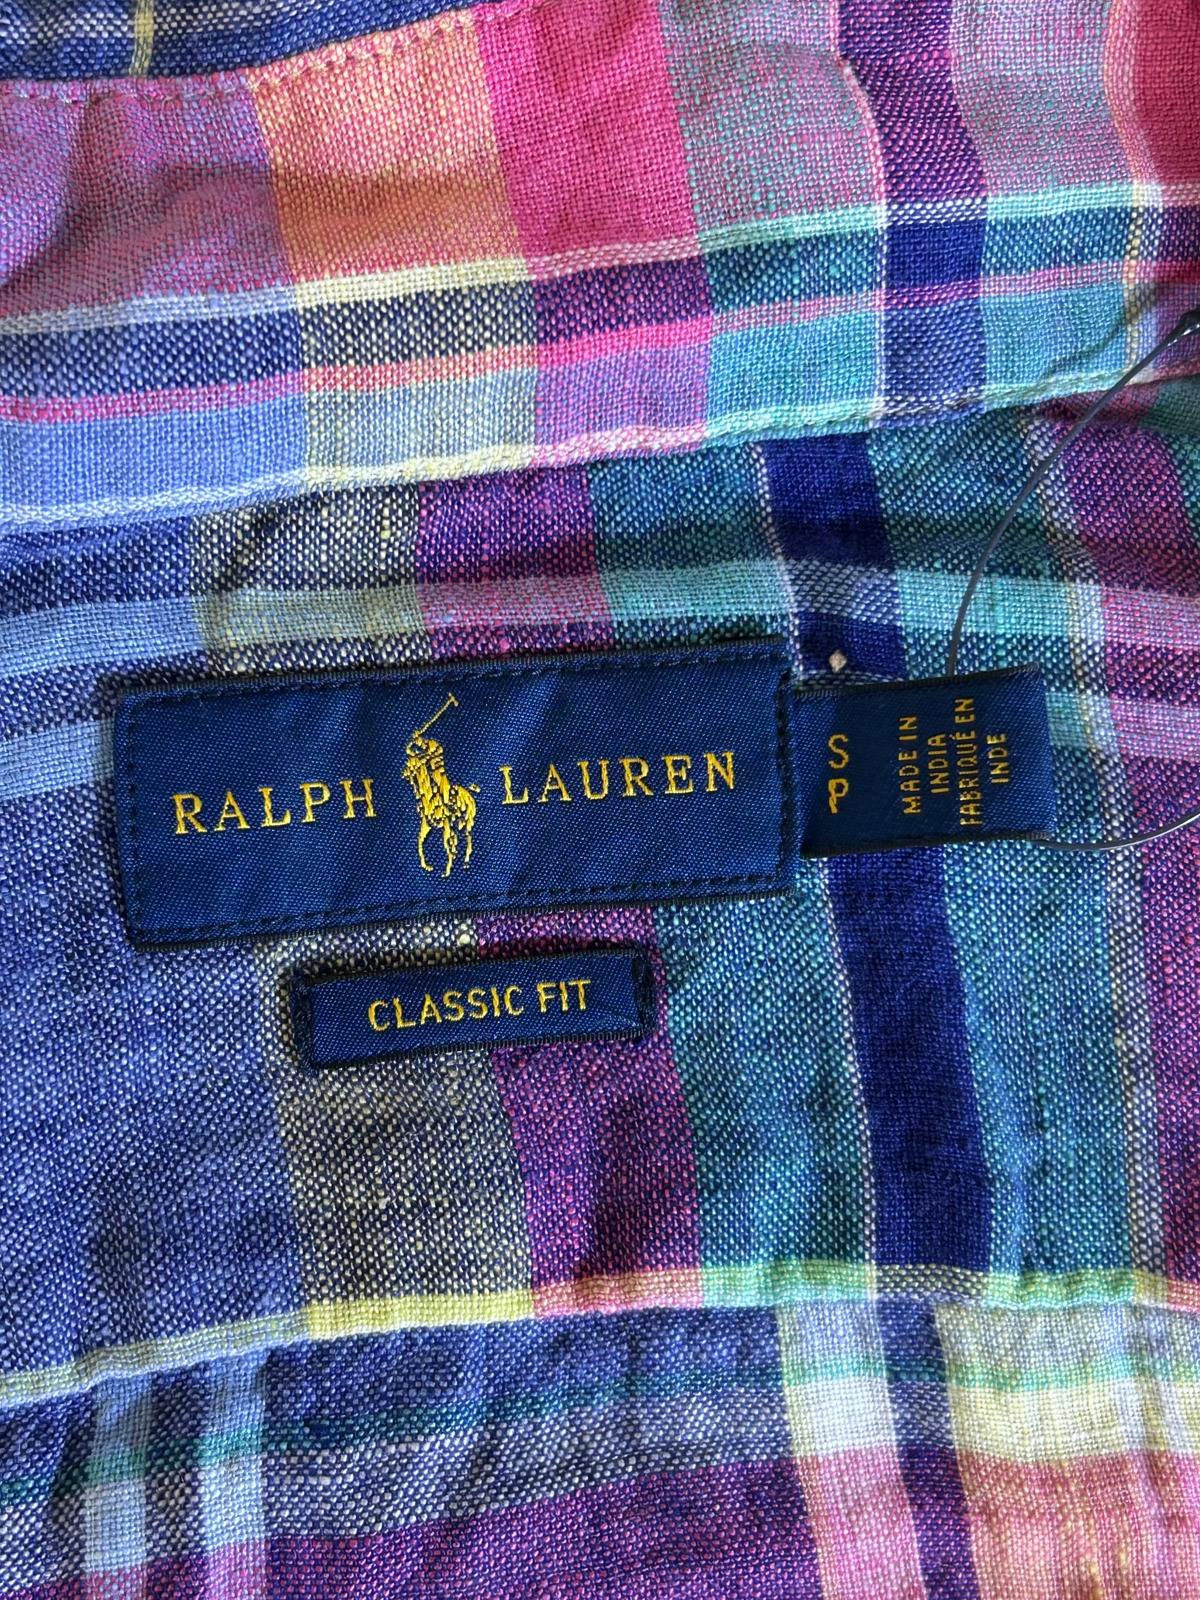 RALPH LAUREN
S
P
MADE IN
INDIA
FABRIQUÉ EN
INDE
CLASSIC FIT